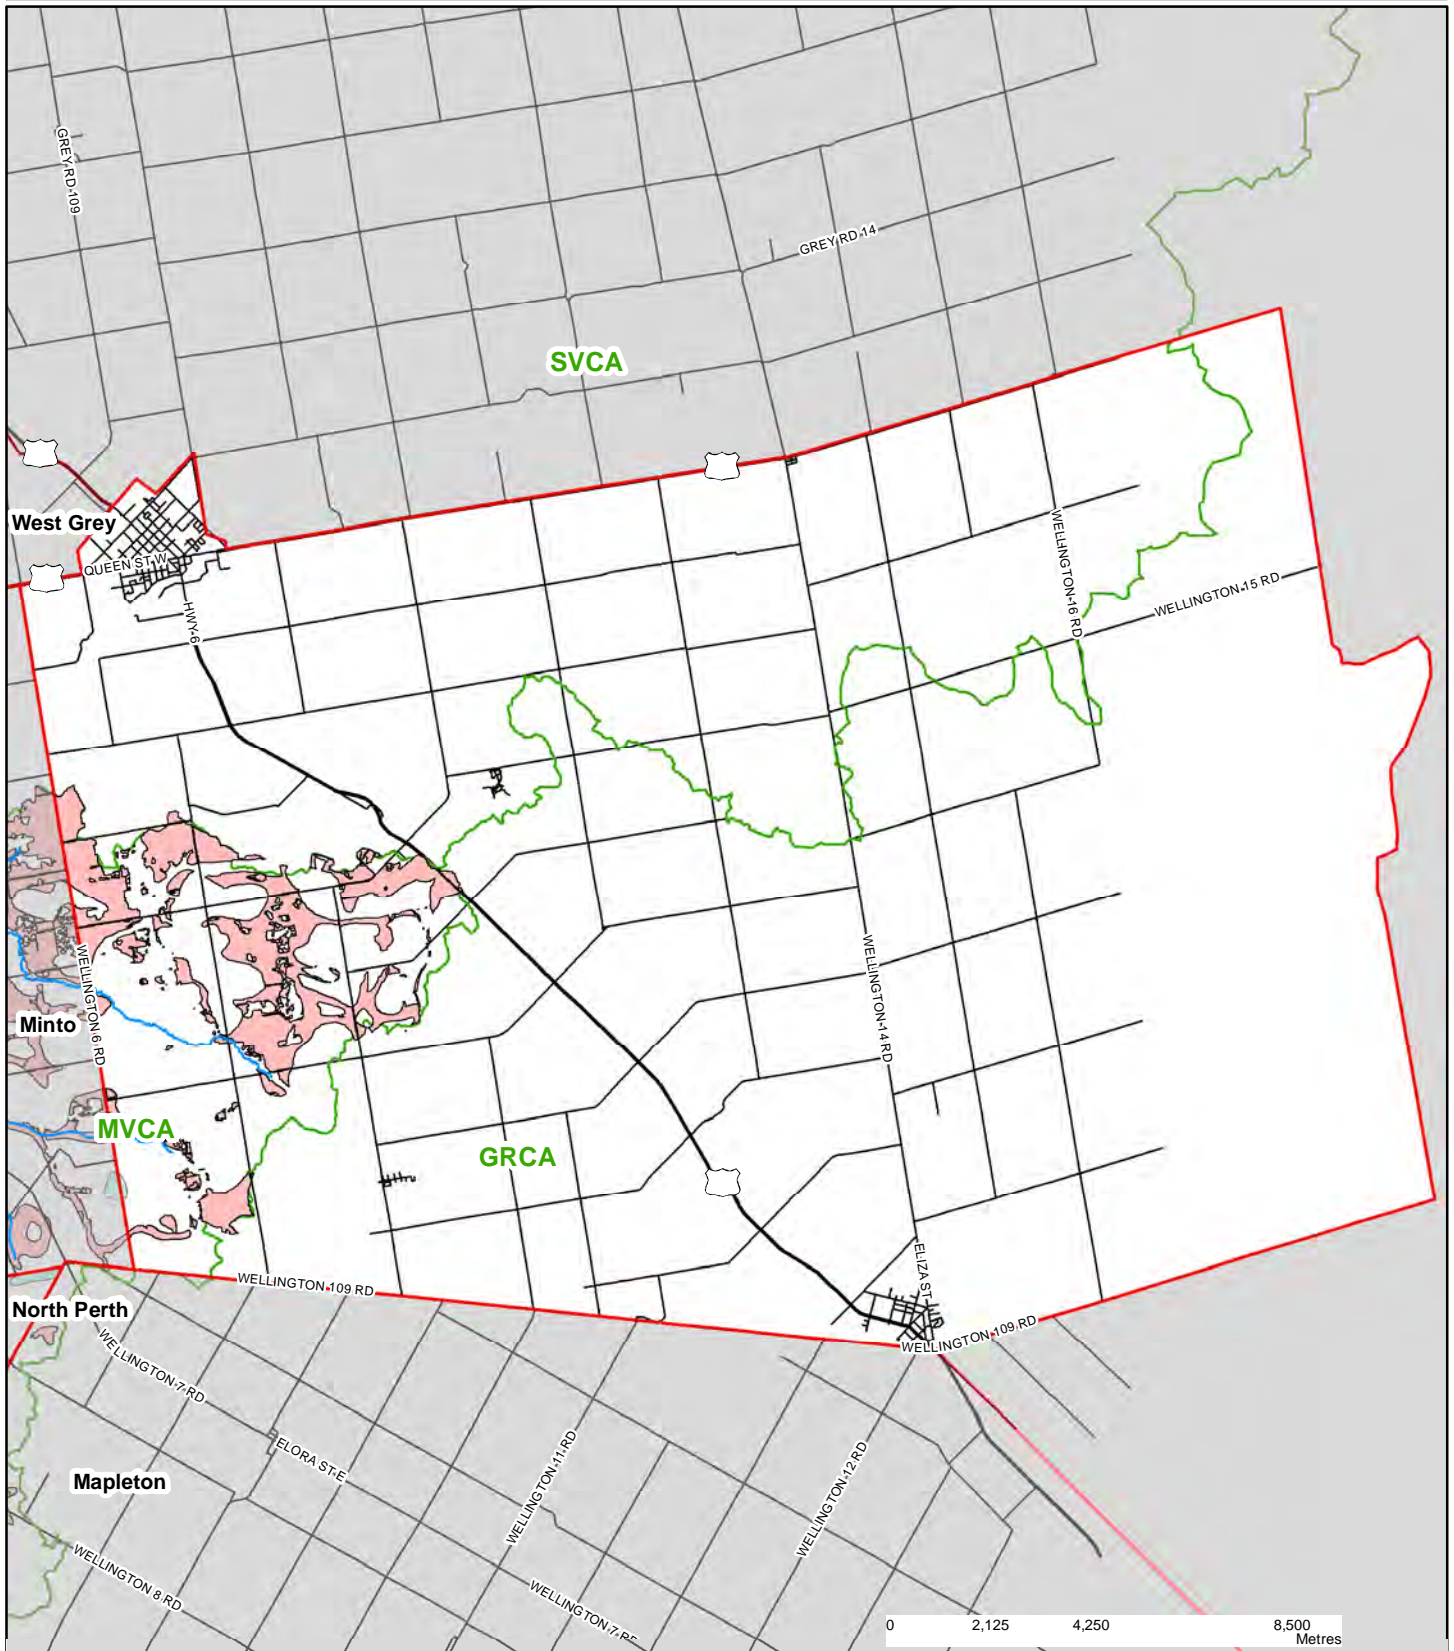 GREY RD 109
GREY RD 14
SVCA
West Grey
QUEEN ST W
HWY 6
WELLINGTON 16 RD
WELLINGTON 15 RD
WELLINGTON 6 RD
WELLINGTON 14 RD
Minto
MVCA
GRCA
ELIZA ST
WELLINGTON 109 RD
North Perth
WELLINGTON 109 RD
WELLINGTON 7 RD
ELORA ST E
WELLINGTON 11 RD
WELLINGTON 12 RD
Mapleton
WELLINGTON 8 RD
WELLINGTON 7 RD
0 2,125 4,250 8,500
Metres